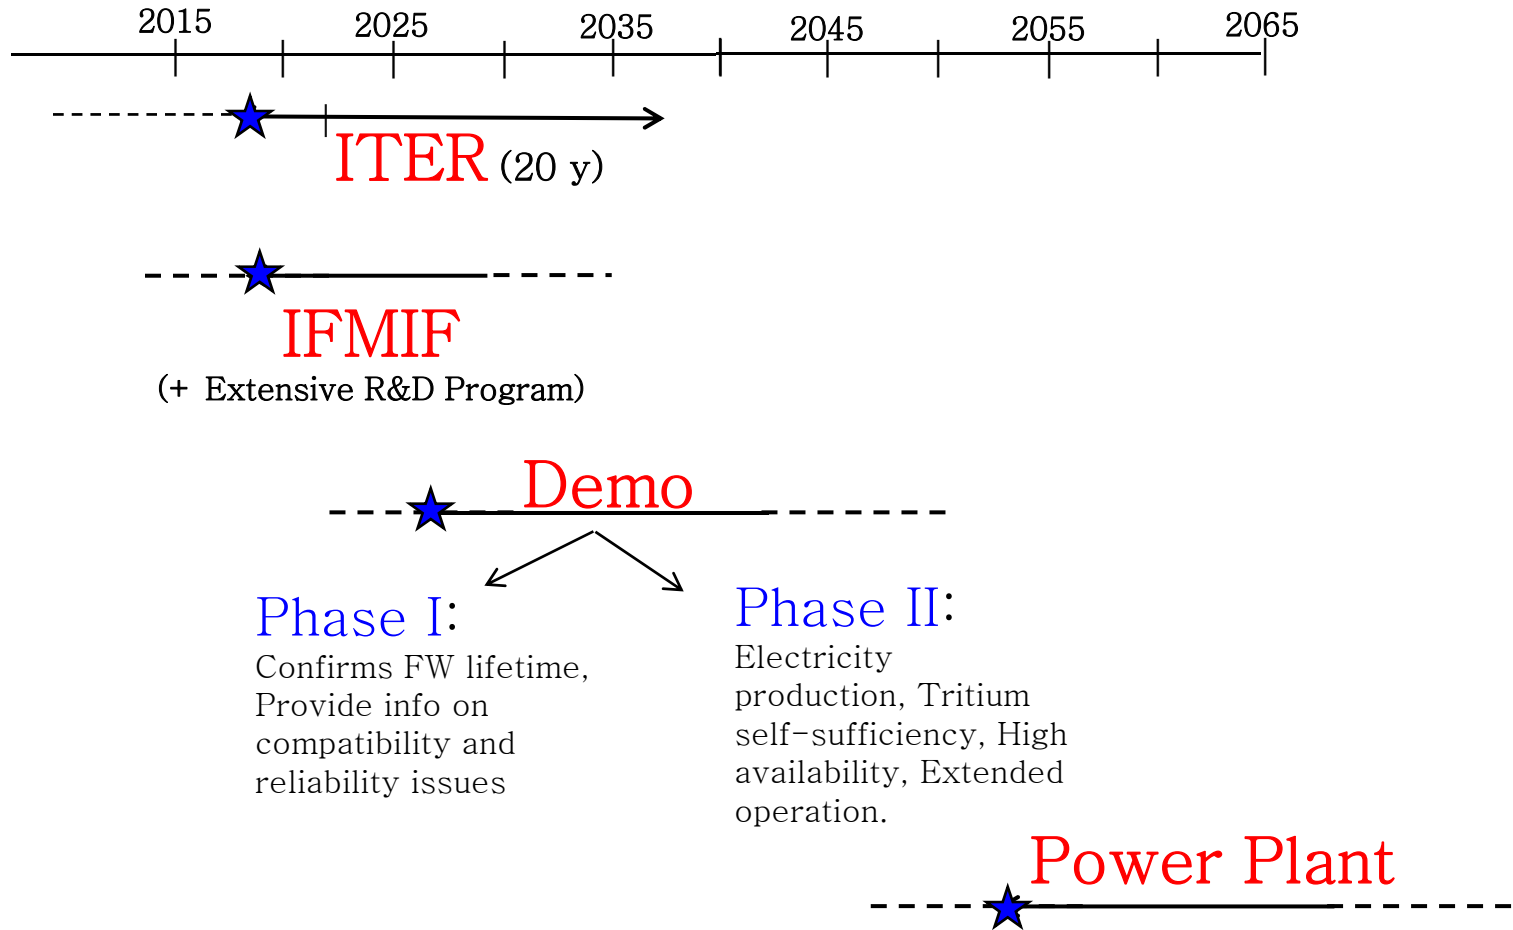 2015 2025 2035 2045 2055 2065
ITER (20 y)
IFMIF
(+ Extensive R&D Program)
Demo
Phase I:
Confirms FW lifetime,
Provide info on
compatibility and
reliability issues
Phase II:
Electricity
production, Tritium
self-sufficiency, High
availability, Extended
operation.
Power Plant